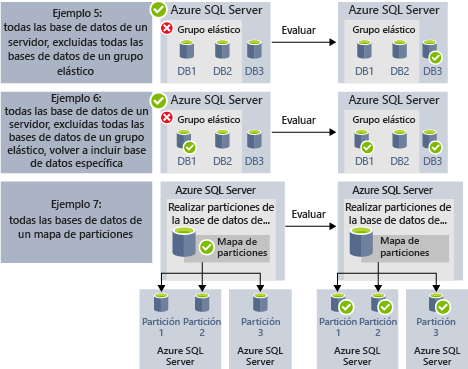 Ejemplo 5:
todas las base de datos de un
servidor, excluidas todas las
bases de datos de un grupo
elástico
Azure SQL Server
Grupo elástico
DB1
DB2
DB3
Evaluar
Azure SQL Server
DB1
DB2
DB3
Ejemplo 6:
todas las base de datos de un
servidor, excluidas todas las
bases de datos de un grupo
elástico, volver a incluir base
de datos específica
Azure SQL Server
Grupo elástico
DB1
DB2
DB3
Evaluar
Azure SQL Server
Grupo elástico
DB1
DB2
DB3
Ejemplo 7:
todas las bases de datos de
un mapa de particiones
Azure SQL Server
Realizar particiones de
la base de datos de...
Mapa de
particiones
Evaluar
Azure SQL Server
Realizar particiones de
la base de datos de...
Mapa de
particiones
Partición
1
Partición
2
Azure SQL
Server
Partición
3
Azure SQL
Server
Partición
1
Partición
2
Azure SQL
Server
Partición
3
Azure SQL
Server